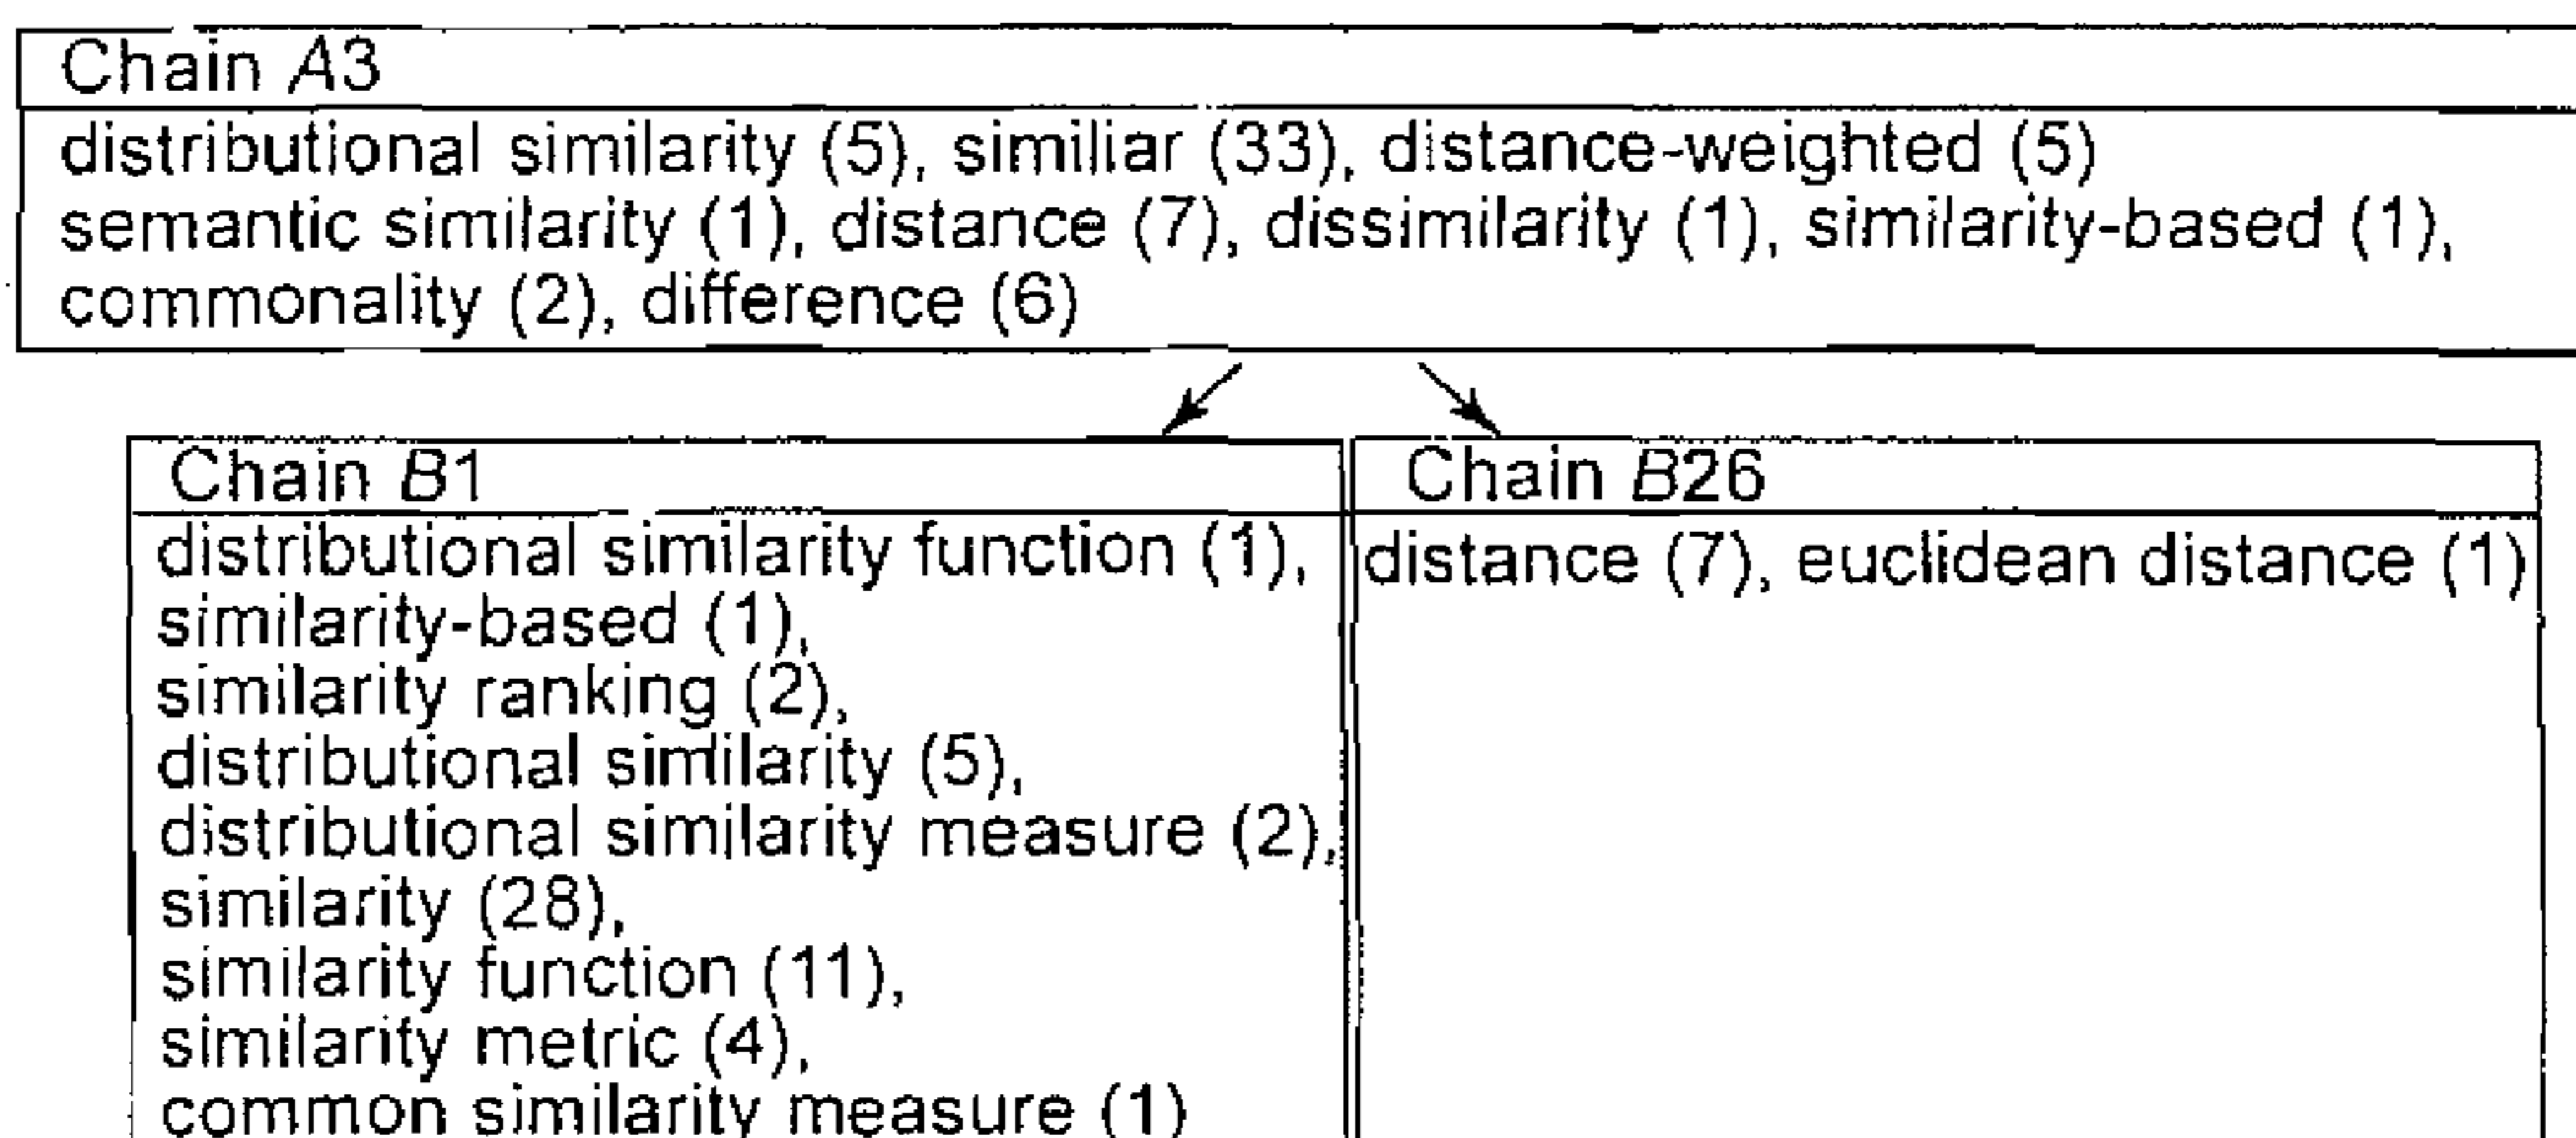 Chain A3
distributional similarity (5), similiar (33), distance-weighted (5)
semantic similarity (1), distance (7), dissimilarity (1), similarity-based (1),
commonality (2), difference (6)
Chain B1
distributional similarity function (1),
similarity-based (1),
similarity ranking (2),
distributional similarity (5),
distributional similarity measure (2),
similarity (28),
similarity function (11),
similarity metric (4),
common similarity measure (1)
Chain B26
distance (7), euclidean distance (1)